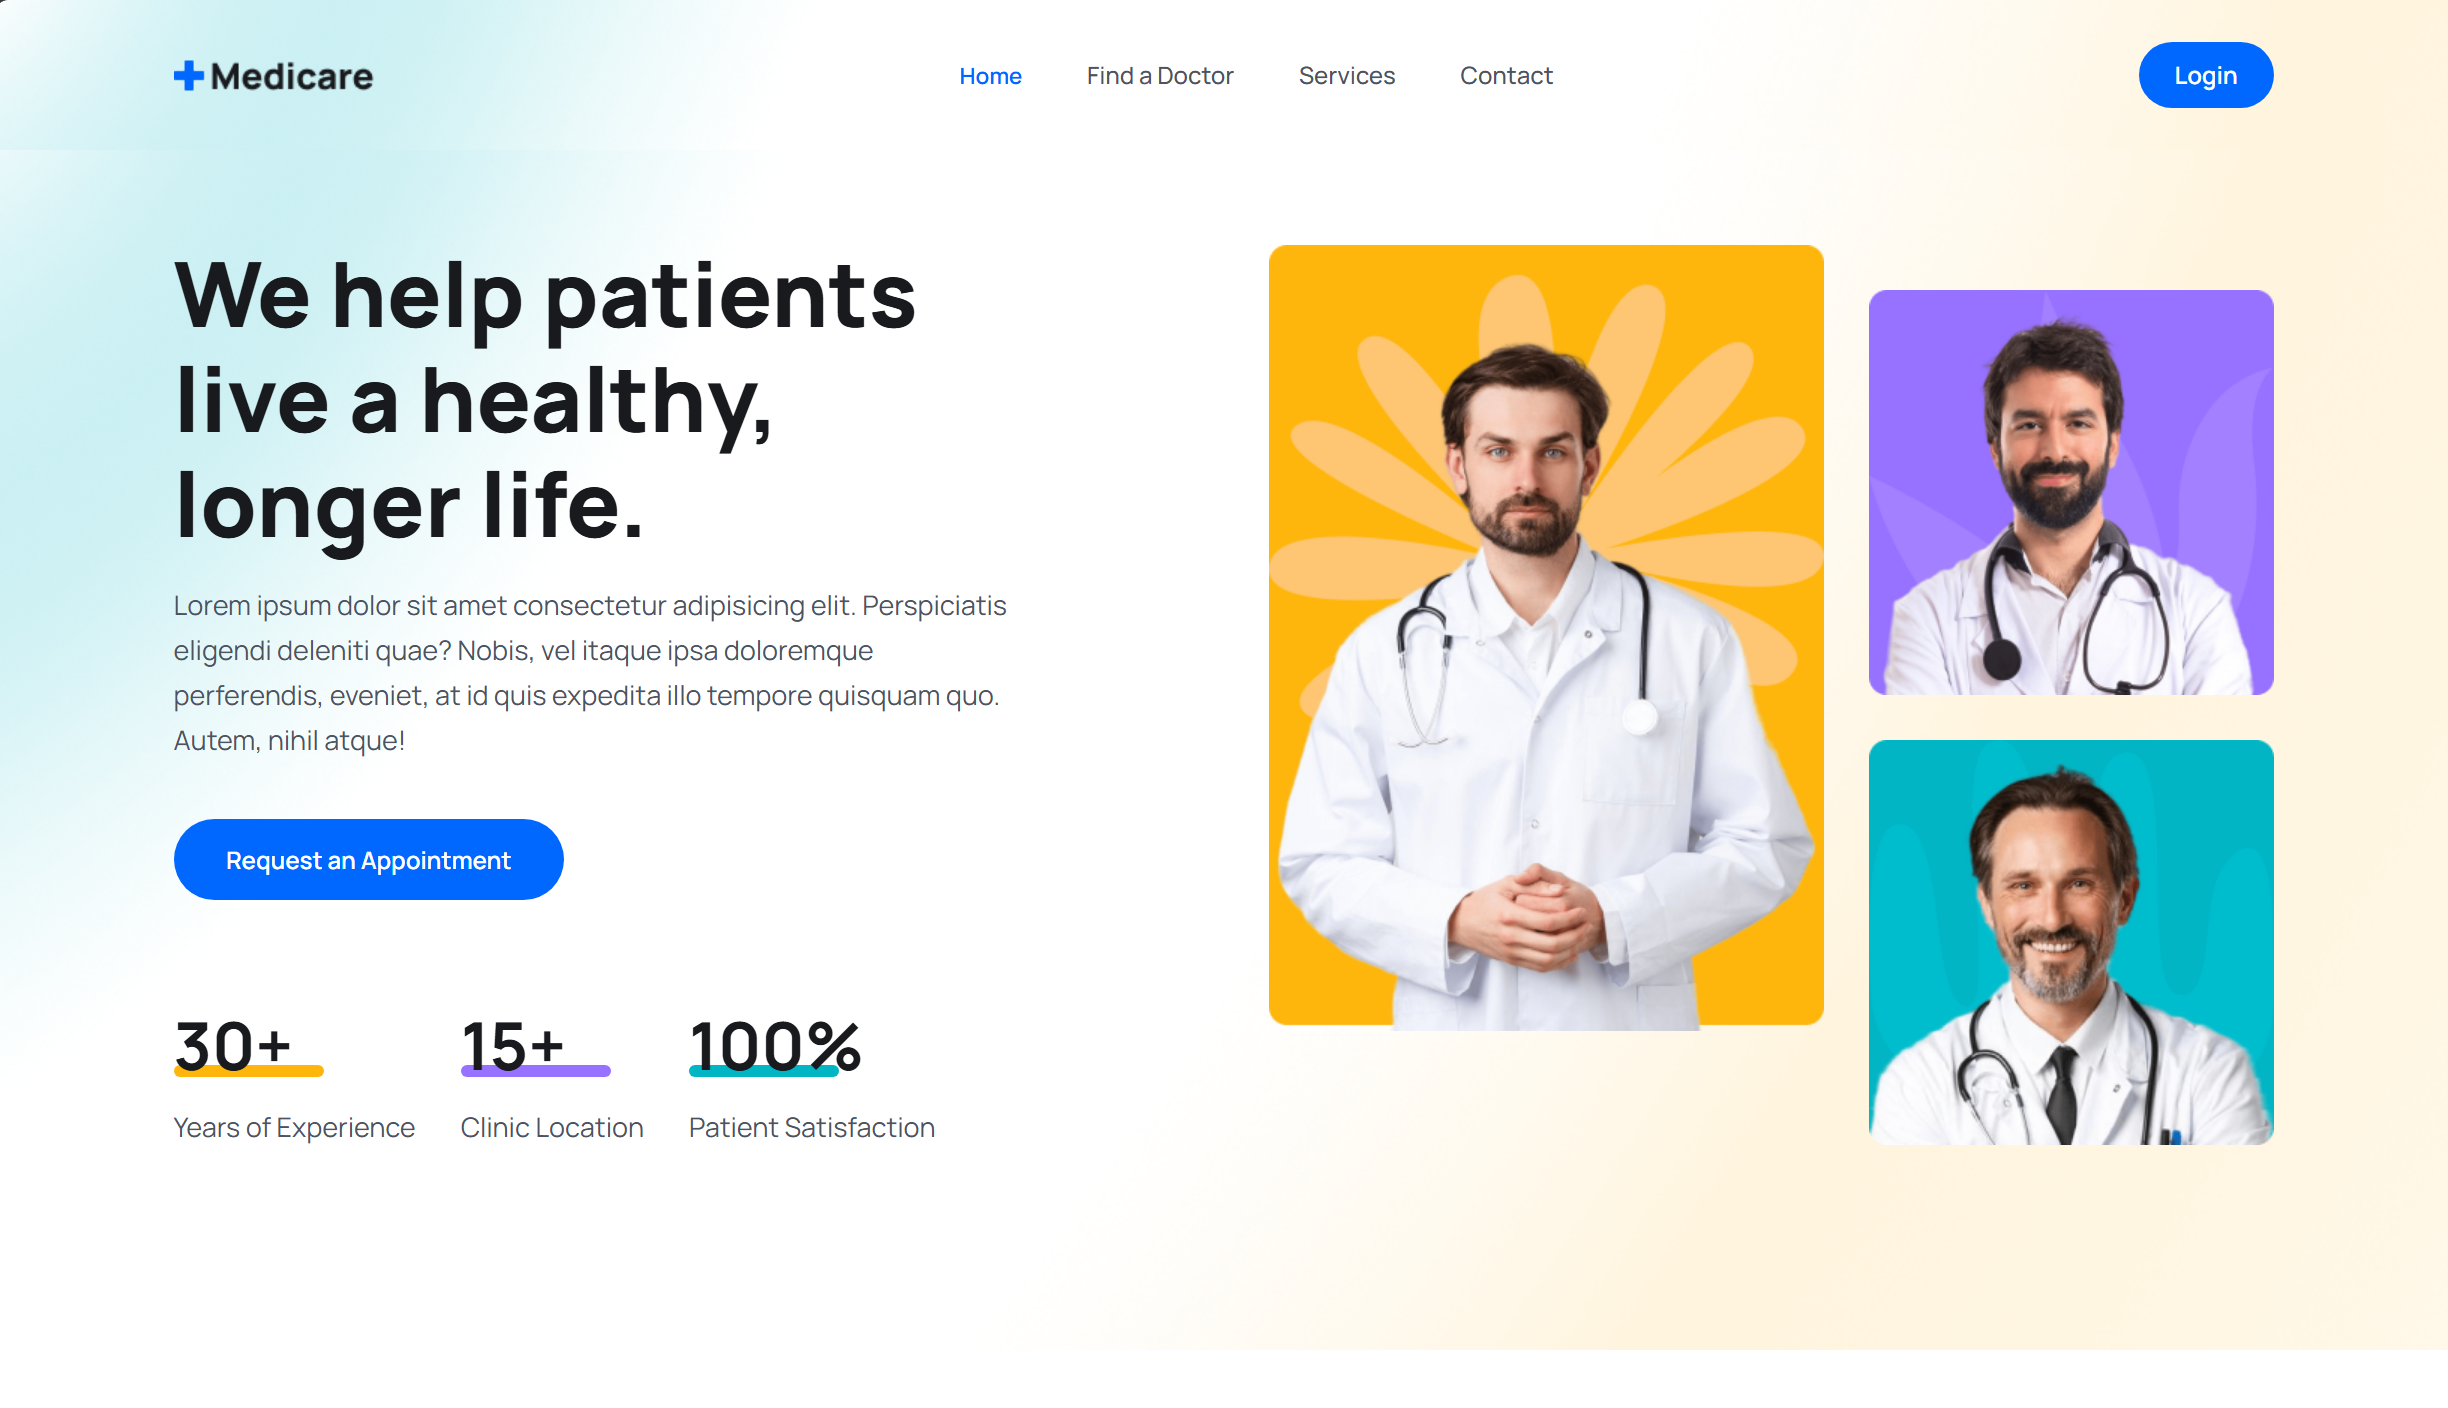 Medicare
Home
Find a Doctor
Services
Contact
Login
We help patients
live a healthy,
longer life.
Lorem ipsum dolor sit amet consectetur adipisicing elit. Perspiciatis
eligendi deleniti quae? Nobis, vel itaque ipsa doloremque
perferendis, eveniet, at id quis expedita illo tempore quisquam quo.
Autem, nihil atque!
Request an Appointment
30+
15+
100%
Years of Experience
Clinic Location
Patient Satisfaction